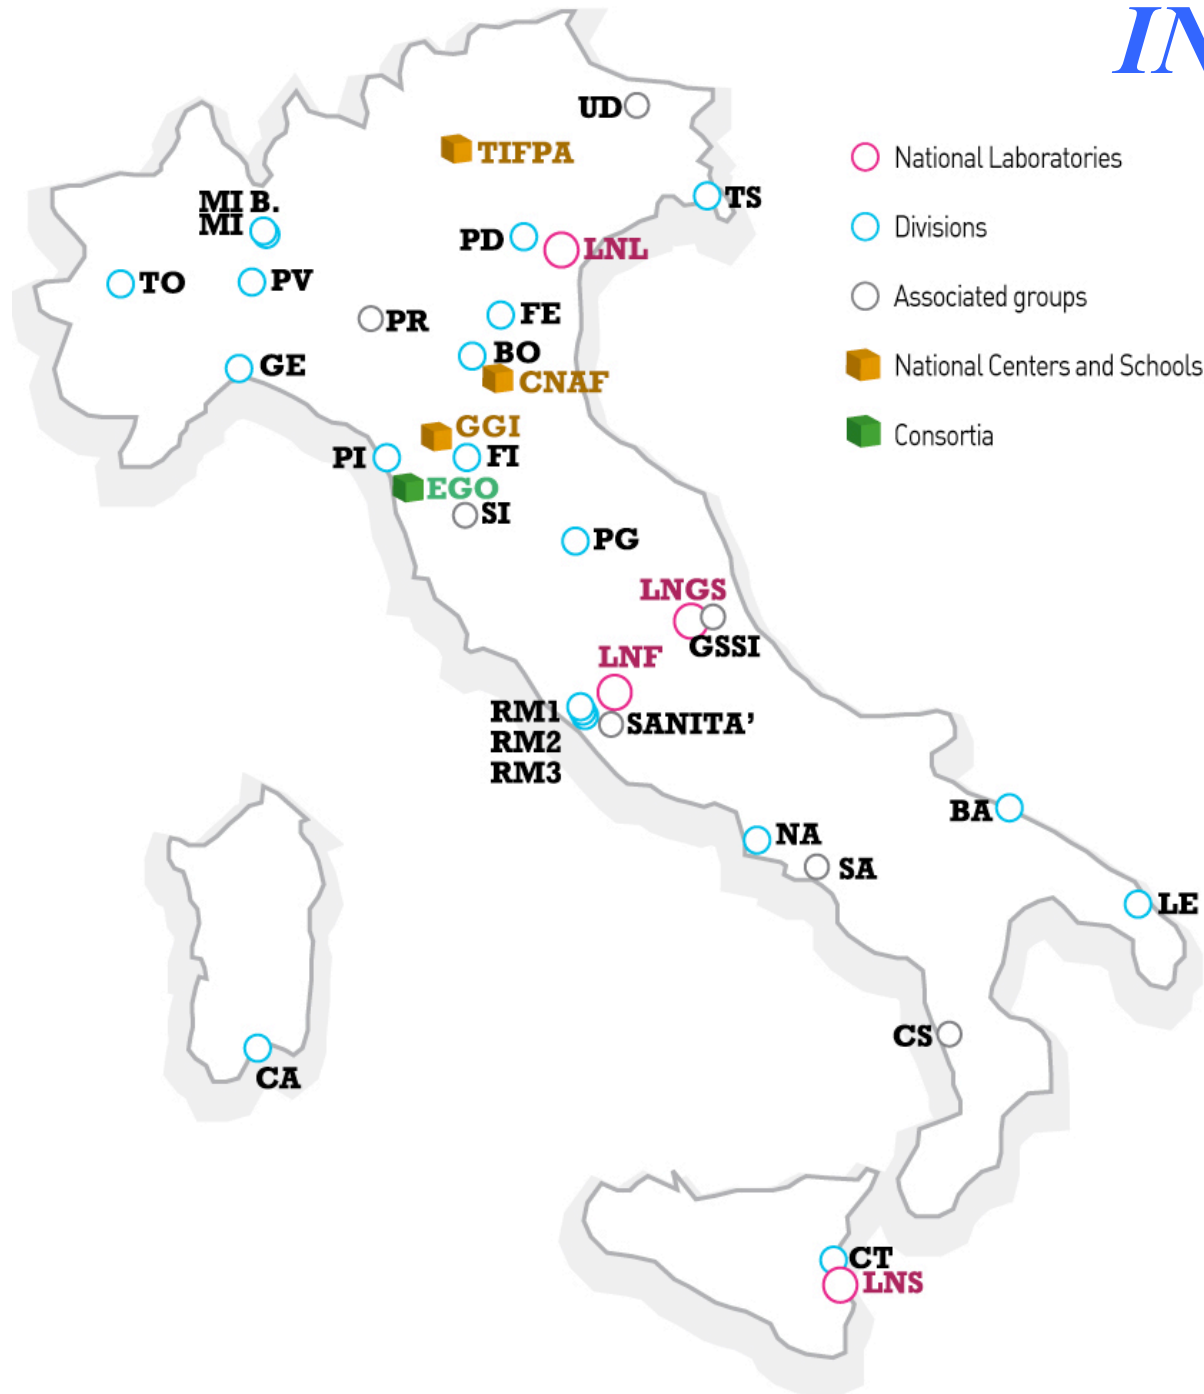 IN
UD
TIFPA
MI B.
MI
TS
PD
LNL
TO
PV
PR
FE
BO
CNAF
GE
GGI
PI
FI
EGO
SI
PG
LNGS
GSSI
LNF
RM1
RM2
RM3
SANITA’
BA
NA
SA
LE
CS
CA
CT
LNS
National Laboratories
Divisions
Associated groups
National Centers and Schools
Consortia